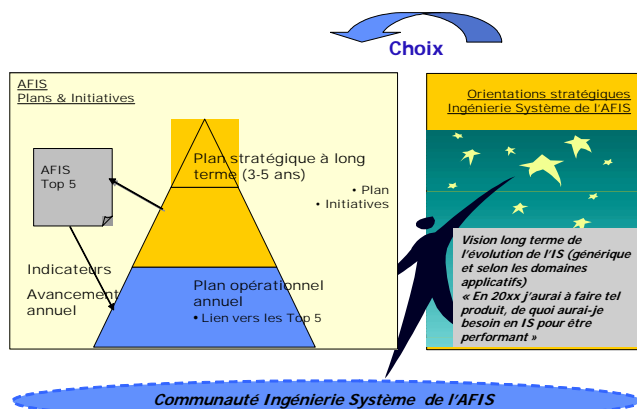 Choix
AFIS
Plans & Initiatives
Plan stratégique à long
terme (3-5 ans)
• Plan
• Initiatives
AFIS
Top 5
Indicateurs
Avancement
annuel
Plan opérationnel
annuel
• Lien vers les Top 5
Orientations stratégiques
Ingénierie Système de l'AFIS
Vision long terme de
l'évolution de l'IS (générique
et selon les domaines
applicatifs)
« En 20xx j'aurai à faire tel
produit, de quoi aurai-je
besoin en IS pour être
performant »
Communauté Ingénierie Système de l'AFIS